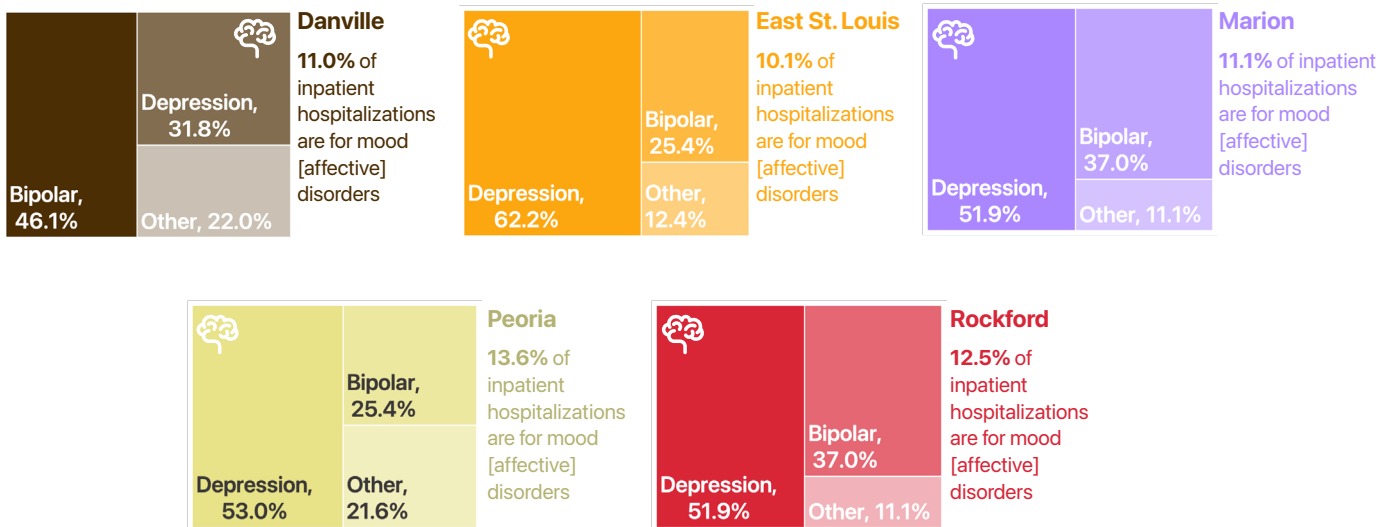 Danville
11.0% of
inpatient
hospitalizations
are for mood
[affective]
disorders
Depression,
31.8%
Bipolar,
46.1%
Other, 22.0%
East St. Louis
10.1% of
inpatient
hospitalizations
are for mood
[affective]
disorders
Bipolar,
25.4%
Depression,
62.2%
Other,
12.4%
Marion
11.1% of inpatient
hospitalizations
are for mood
[affective]
disorders
Bipolar,
37.0%
Depression,
51.9%
Other, 11.1%
Peoria
13.6% of
inpatient
hospitalizations
are for mood
[affective]
disorders
Bipolar,
25.4%
Depression,
53.0%
Other,
21.6%
Rockford
12.5% of
inpatient
hospitalizations
are for mood
[affective]
disorders
Bipolar,
37.0%
Depression,
51.9%
Other, 11.1%